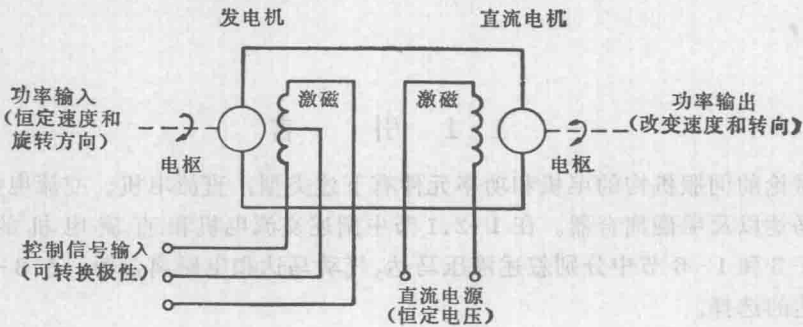 发电机
直流电机
功率输入
(恒定速度和
旋转方向)
激磁
激磁
功率输出
(改变速度和转向)
电枢
电枢
控制信号输入
(可转换极性)
直流电源
(恒定电压)